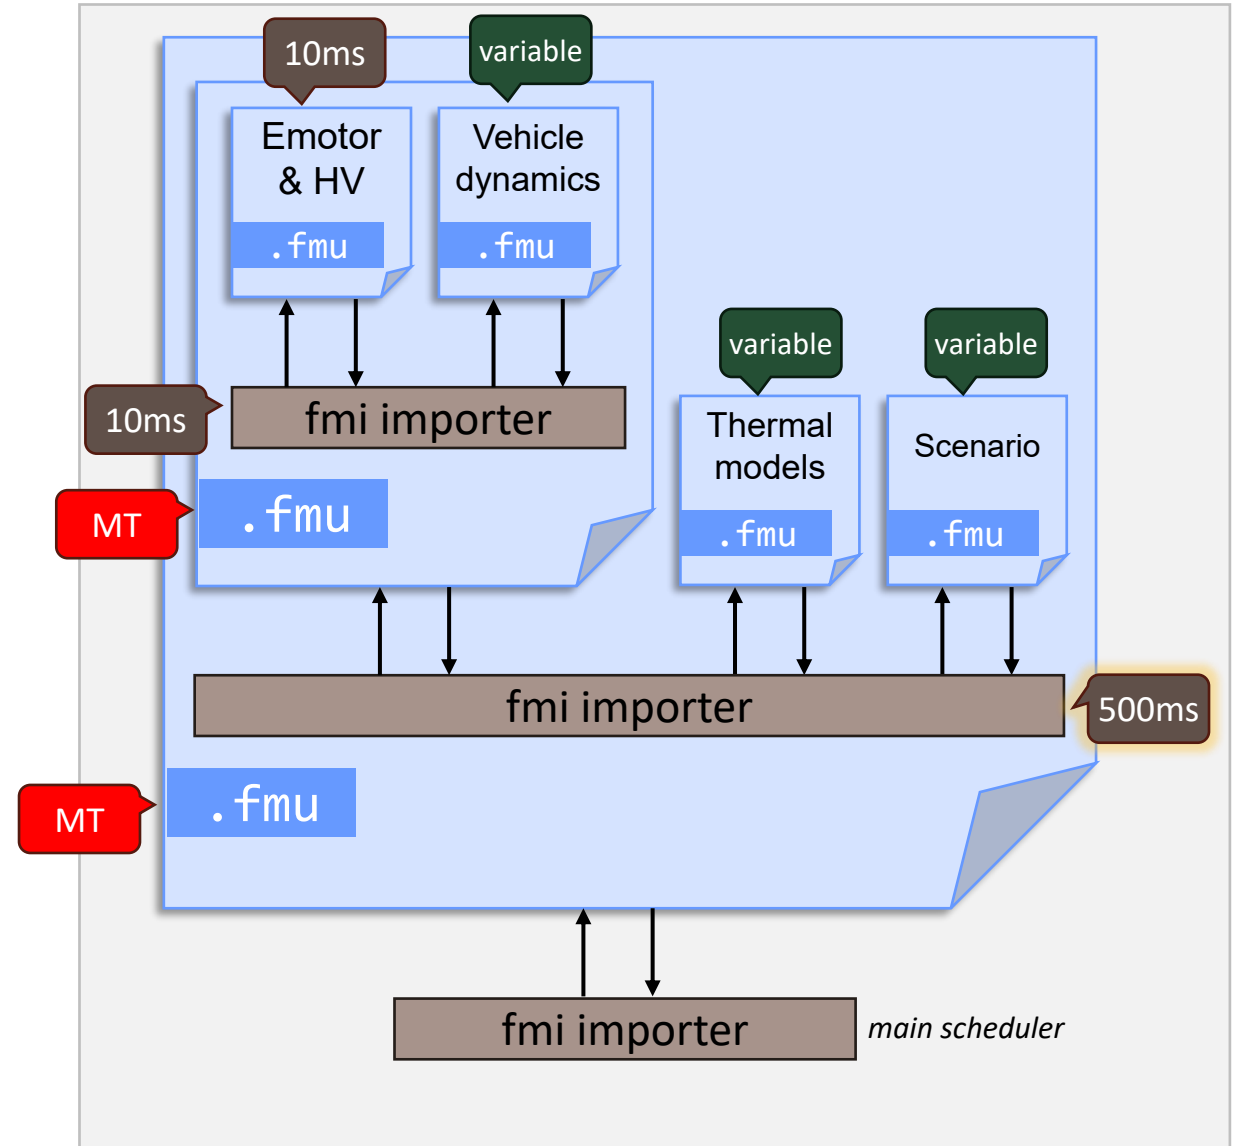 10ms
variable
Emotor
& HV
.fmu
Vehicle
dynamics
.fmu
10ms
fmi importer
MT
.fmu
variable
variable
Thermal
models
.fmu
Scenario
.fmu
fmi importer
500ms
MT
.fmu
fmi importer
main scheduler